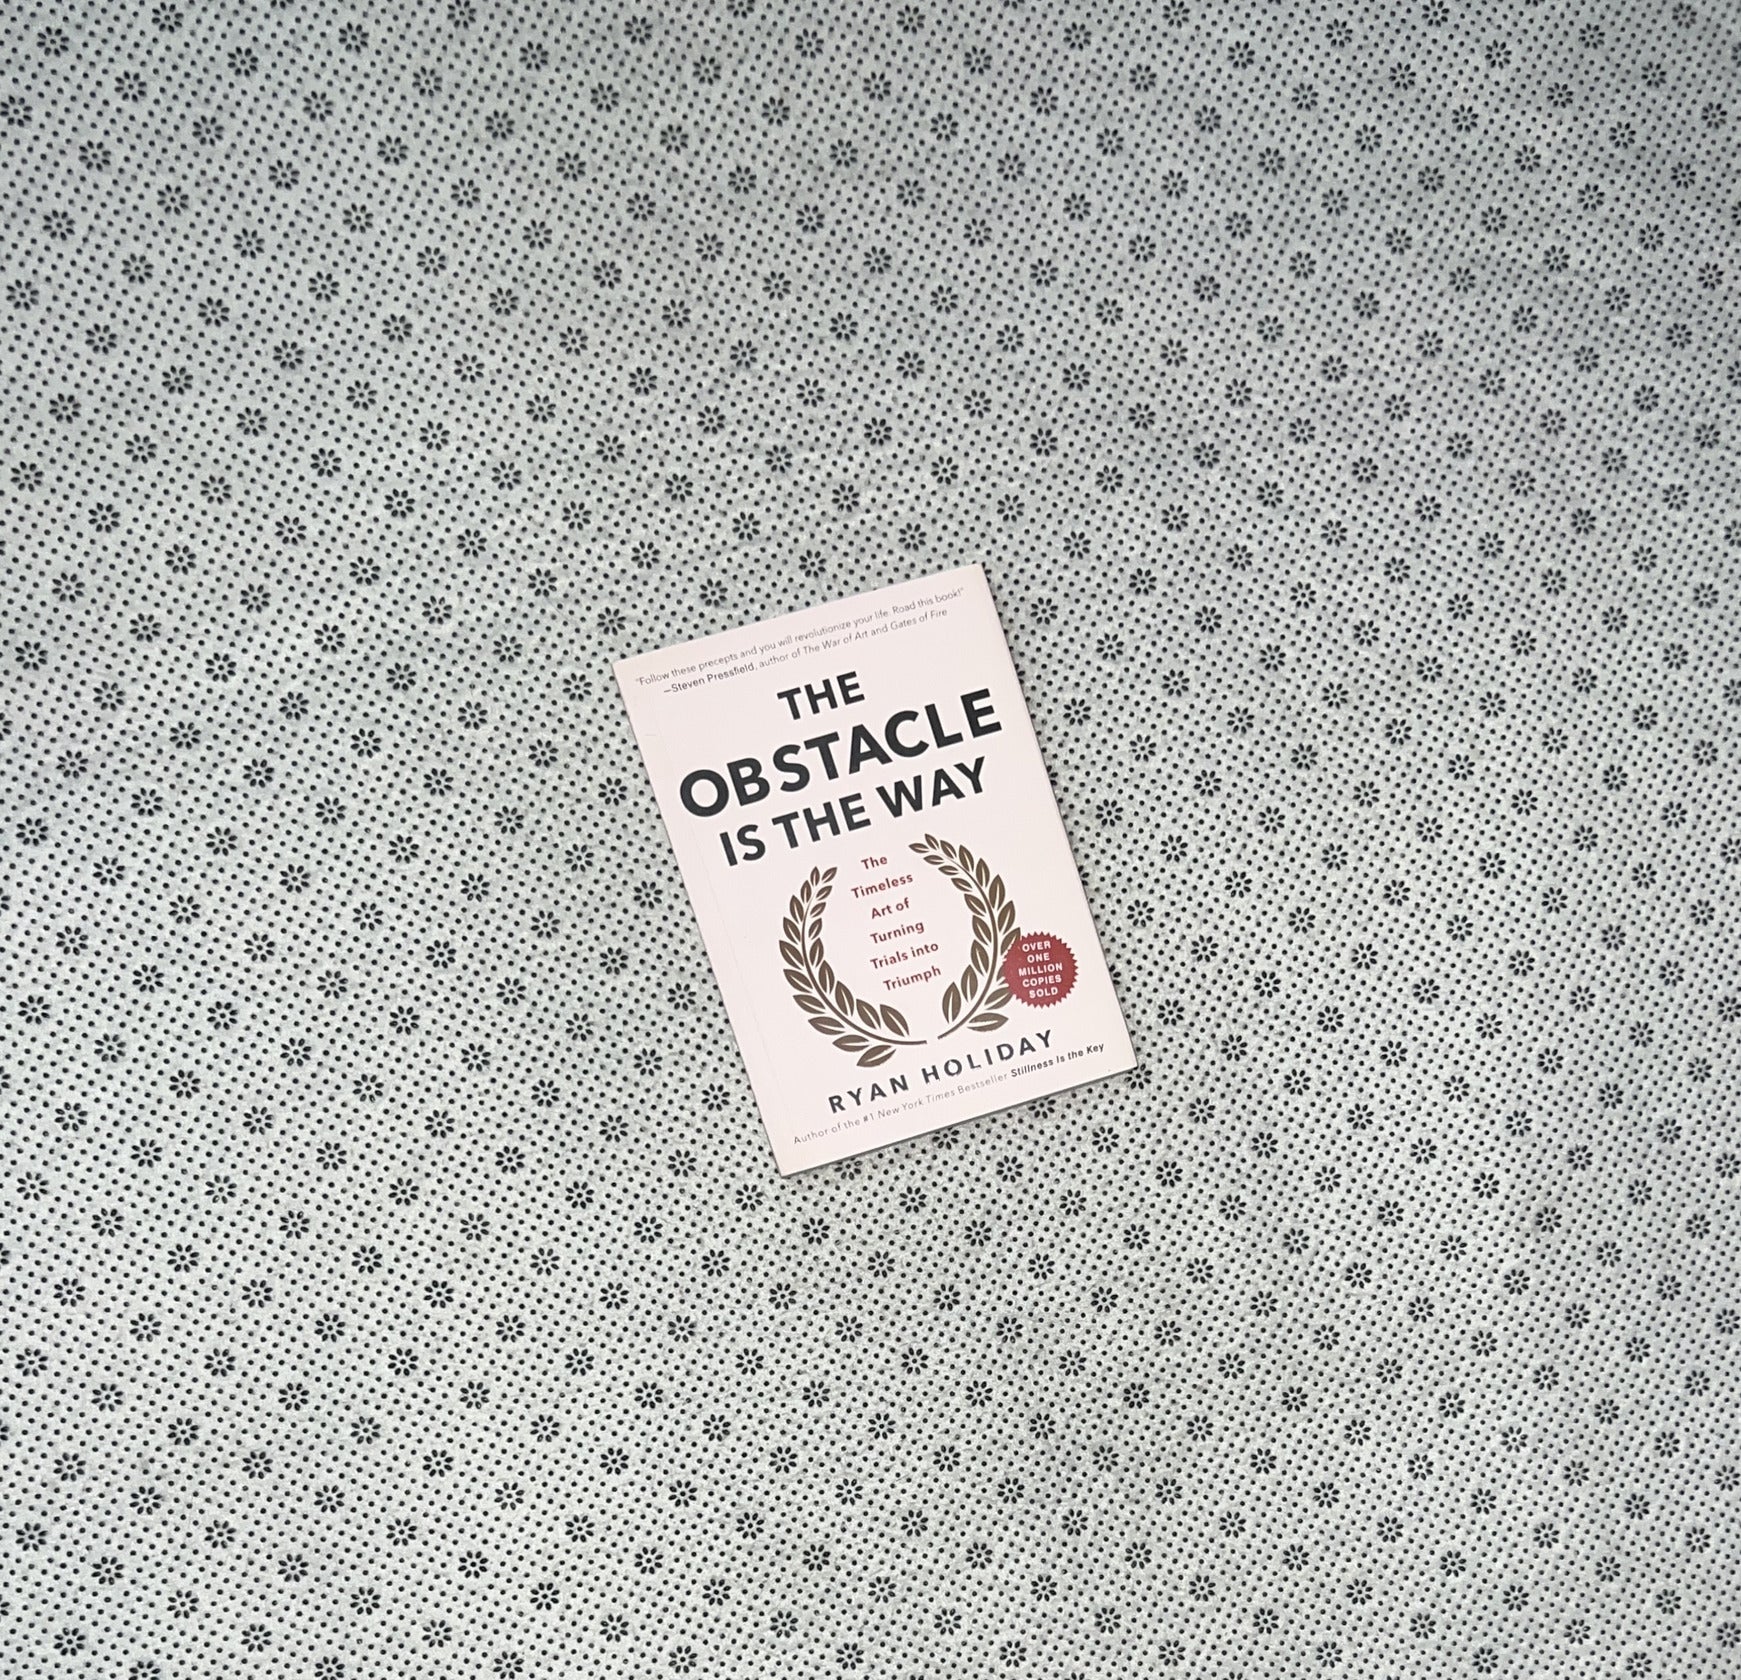 "Follow these precepts and you will revolutionize your life. Road this book!"
—Steven Pressfield, author of The War of Art and Gates of Fire
THE
OBSTACLE
IS THE WAY
The
Timeless
Art of
Turning
Trials into
Triumph
OVER
ONE
MILLION
COPIES
SOLD
RYAN HOLIDAY
Author of the #1 New York Times Bestseller Stillness Is the Key